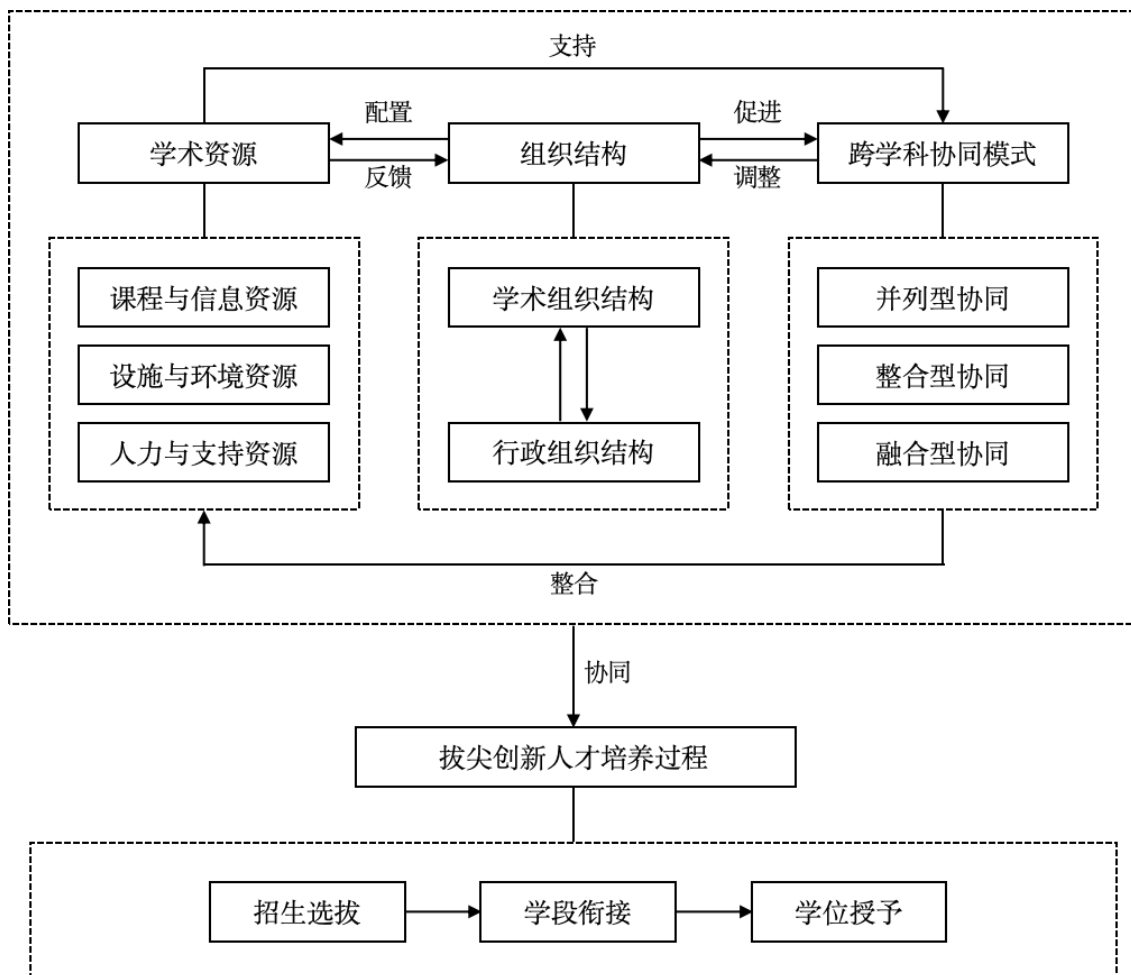 支持
配置
促进
学术资源
组织结构
跨学科协同模式
反馈
调整
课程与信息资源
学术组织结构
并列型协同
设施与环境资源
整合型协同
人力与支持资源
行政组织结构
融合型协同
整合
协同
拔尖创新人才培养过程
招生选拔
学段衔接
学位授予